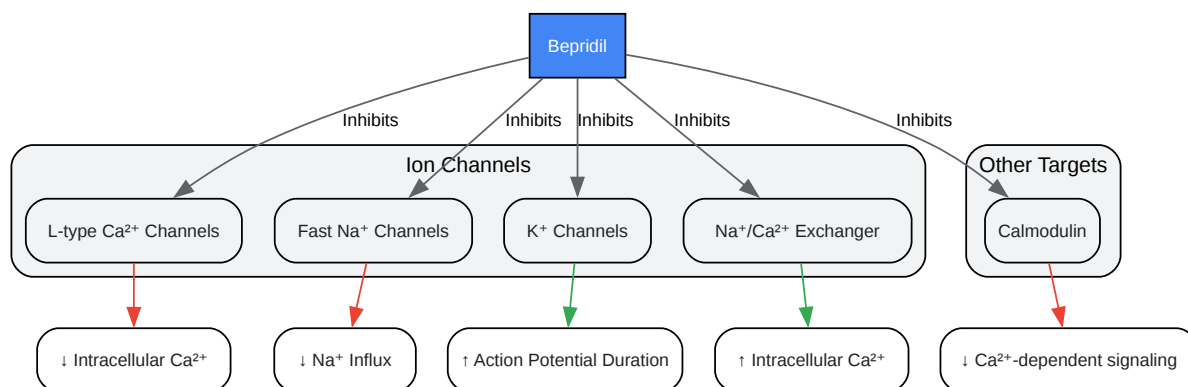 Bepridil
Inhibits
Inhibits
Inhibits
Inhibits
Inhibits
Ion Channels
Other Targets
L-type Ca²⁺ Channels
Fast Na⁺ Channels
K⁺ Channels
Na⁺/Ca²⁺ Exchanger
Calmodulin
↓ Intracellular Ca²⁺
↓ Na⁺ Influx
↑ Action Potential Duration
↑ Intracellular Ca²⁺
↓ Ca²⁺-dependent signaling